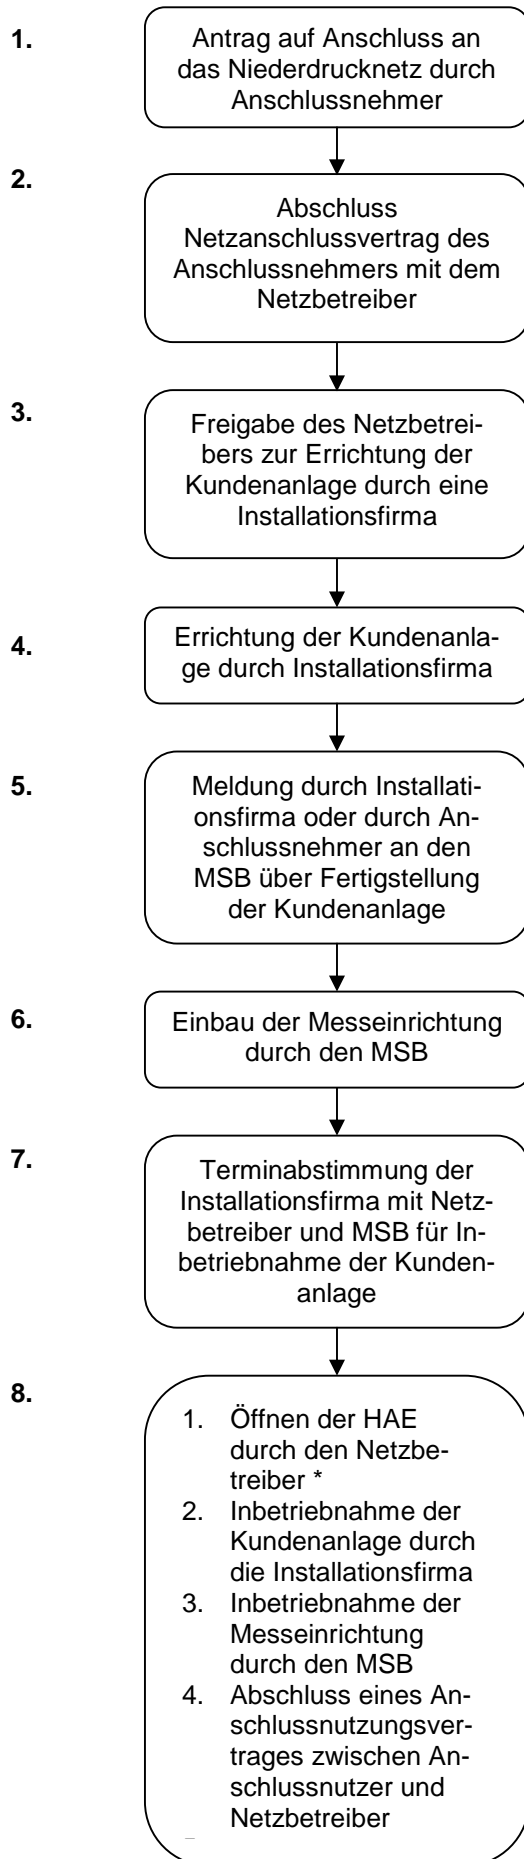 1.
Antrag auf Anschluss an
das Niederdrucknetz durch
Anschlussnehmer
2.
Abschluss
Netzanschlussvertrag des
Anschlussnehmers mit dem
Netzbetreiber
3.
Freigabe des Netzbetrei-
bers zur Errichtung der
Kundenanlage durch eine
Installationsfirma
4.
Errichtung der Kundenanla-
ge durch Installationsfirma
5.
Meldung durch Installati-
onsfirma oder durch An-
schlussnehmer an den
MSB über Fertigstellung
der Kundenanlage
6.
Einbau der Messeinrichtung
durch den MSB
7.
Terminabstimmung der
Installationsfirma mit Netz-
betreiber und MSB für In-
betriebnahme der Kunden-
anlage
8.
1. Öffnen der HAE
durch den Netzbe-
treiber *
2. Inbetriebnahme der
Kundenanlage durch
die Installationsfirma
3. Inbetriebnahme der
Messeinrichtung
durch den MSB
4. Abschluss eines An-
schlussnutzungsver-
trages zwischen An-
schlussnutzer und
Netzbetreiber